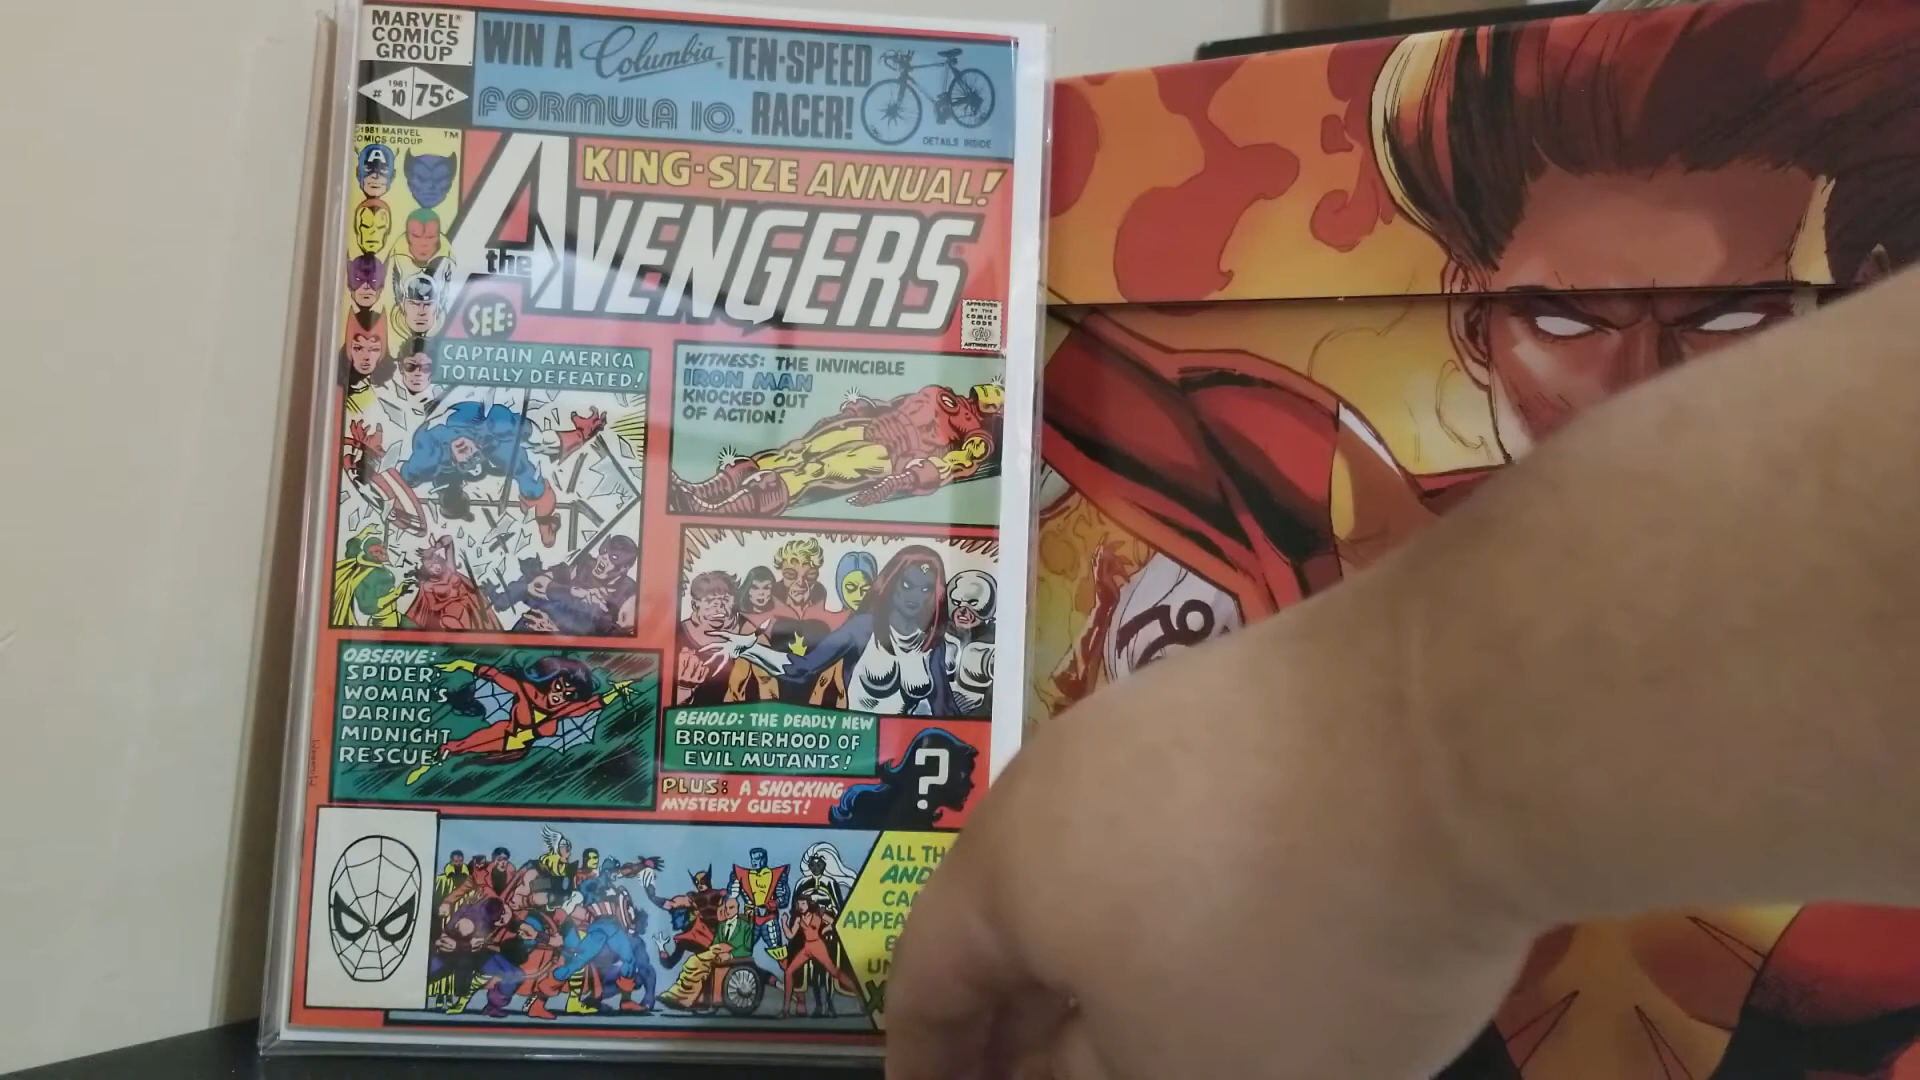 MARVEL®
COMICS
GROUP
WIN A Columbia® TEN-SPEED
FORMULA 10™ RACER!
DETAILS INSIDE
1981
# 10 75¢
©1981 MARVEL
COMICS GROUP
TM
KING-SIZE ANNUAL!
the AVENGERS
APPROVED
BY THE
COMICS
CODE
AUTHORITY
SEE:
CAPTAIN AMERICA
TOTALLY DEFEATED!
WITNESS: THE INVINCIBLE
IRON MAN
KNOCKED OUT
OF ACTION!
OBSERVE:
SPIDER-
WOMAN'S
DARING
MIDNIGHT
RESCUE!
BEHOLD: THE DEADLY NEW
BROTHERHOOD OF
EVIL MUTANTS!
PLUS: A SHOCKING
MYSTERY GUEST!
?
ALL TH
AND
CA
APPEA
UN
X